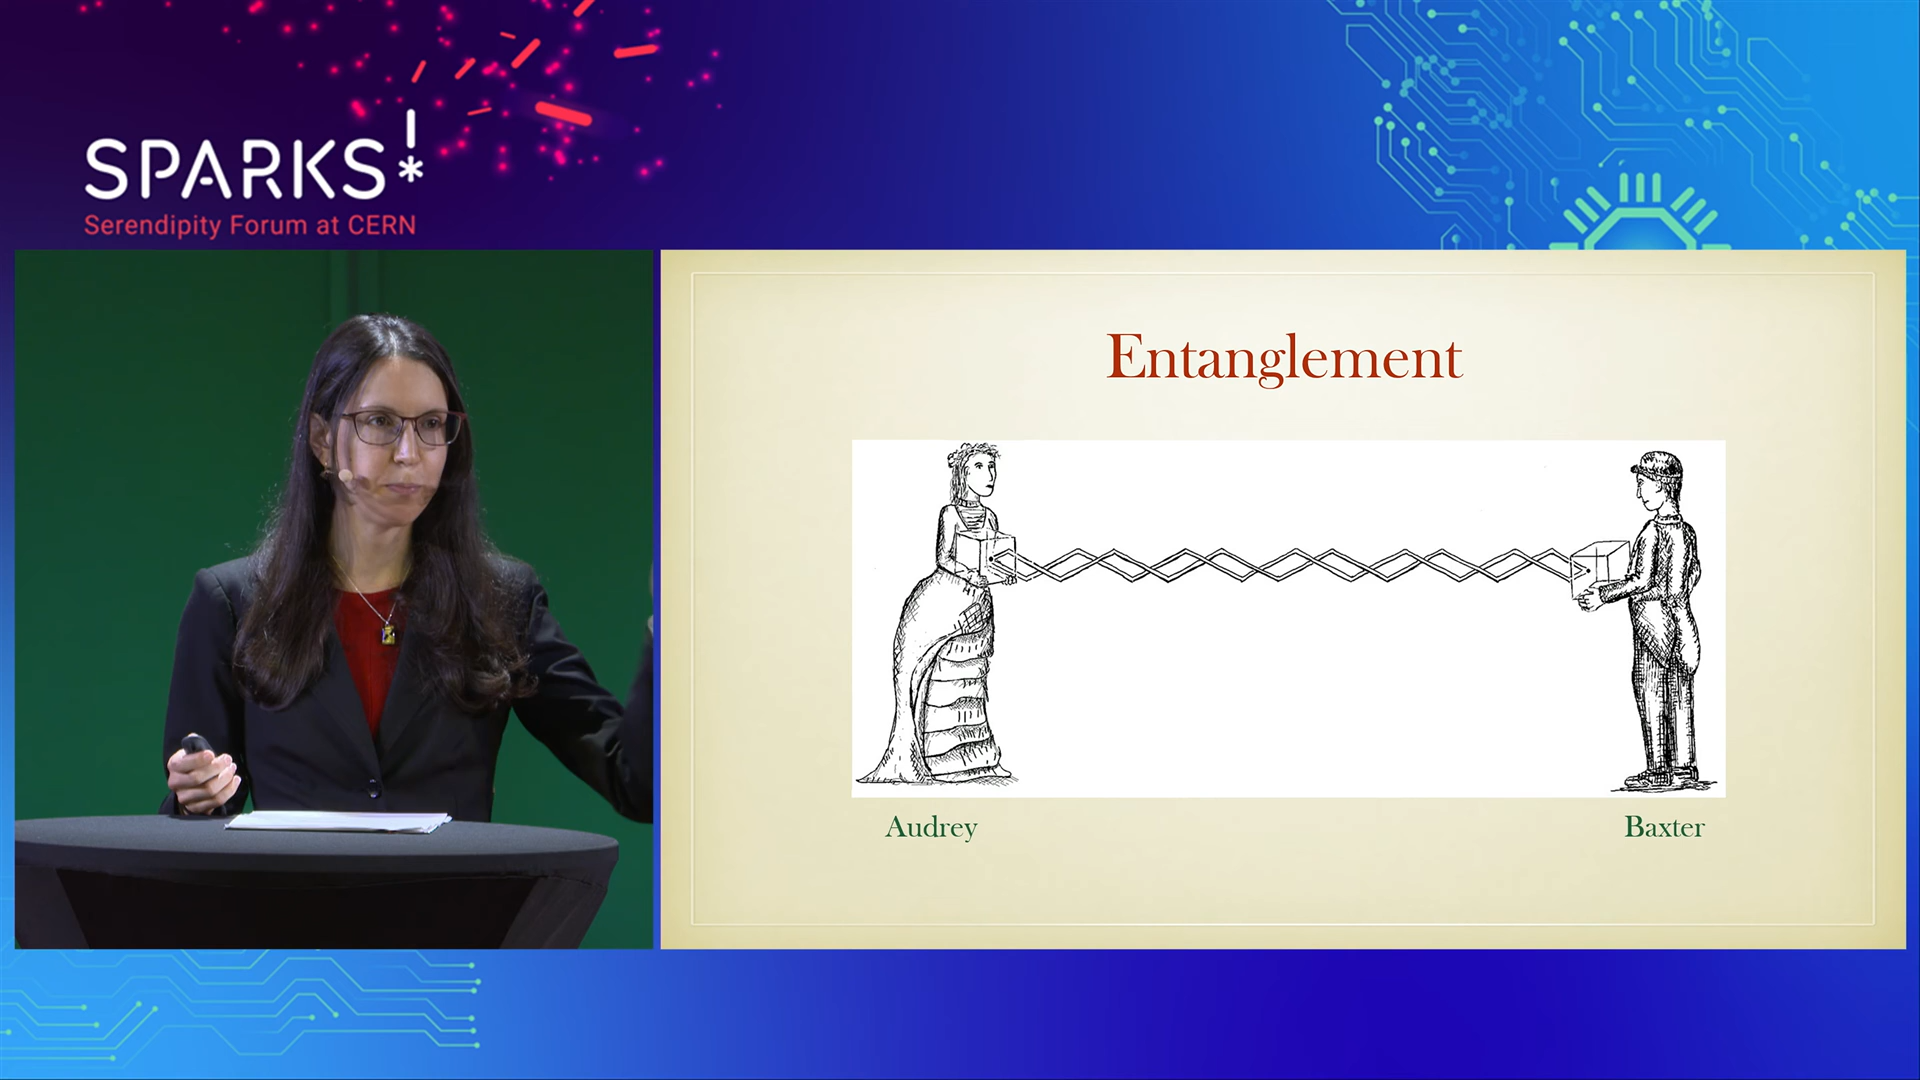 SPARKS!*
Serendipity Forum at CERN
Entanglement
Audrey
Baxter